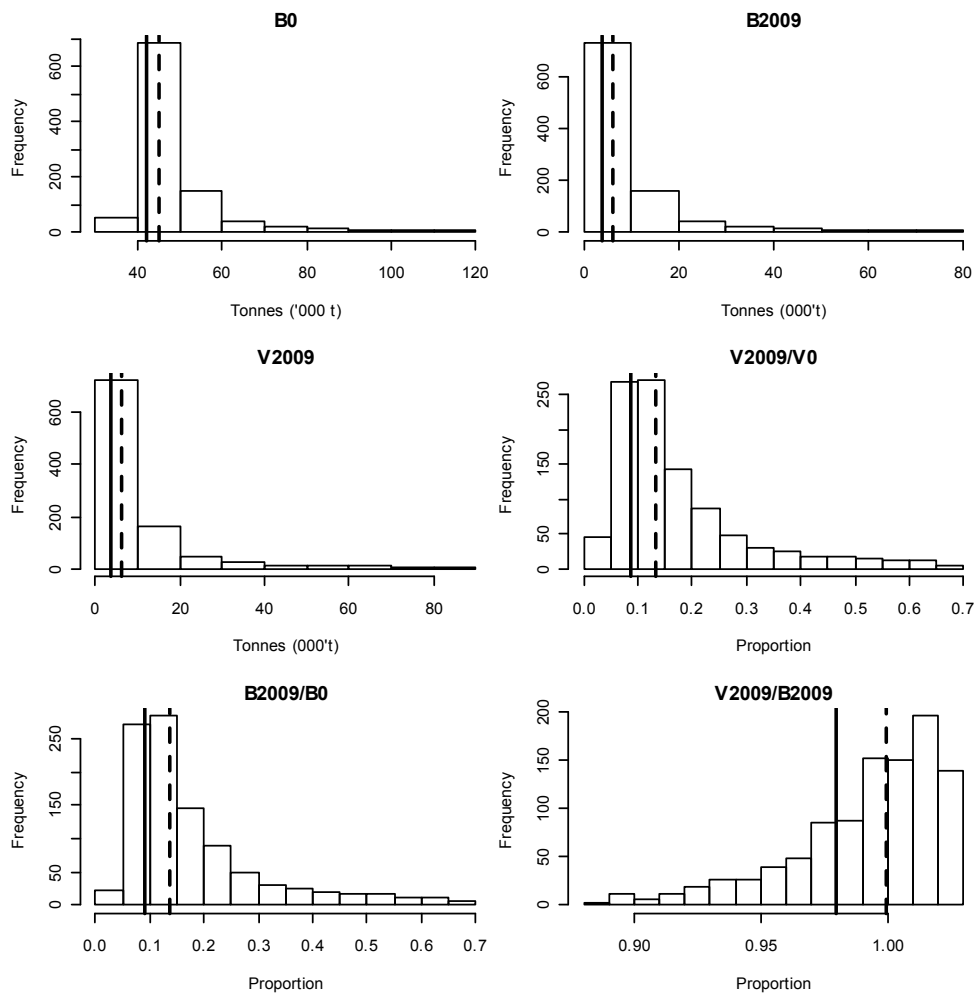 B0
Frequency
0 200 400 600
40 60 80 100 120
Tonnes ('000 t)
B2009
Frequency
0 200 400 600
0 20 40 60 80
Tonnes (000't)
V2009
Frequency
0 200 400 600
0 20 40 60 80
Tonnes (000't)
V2009/V0
Frequency
0 50 150 250
0.0 0.1 0.2 0.3 0.4 0.5 0.6 0.7
Proportion
B2009/B0
Frequency
0 50 150 250
0.0 0.1 0.2 0.3 0.4 0.5 0.6 0.7
Proportion
V2009/B2009
Frequency
0 50 100 150 200
0.90 0.95 1.00
Proportion